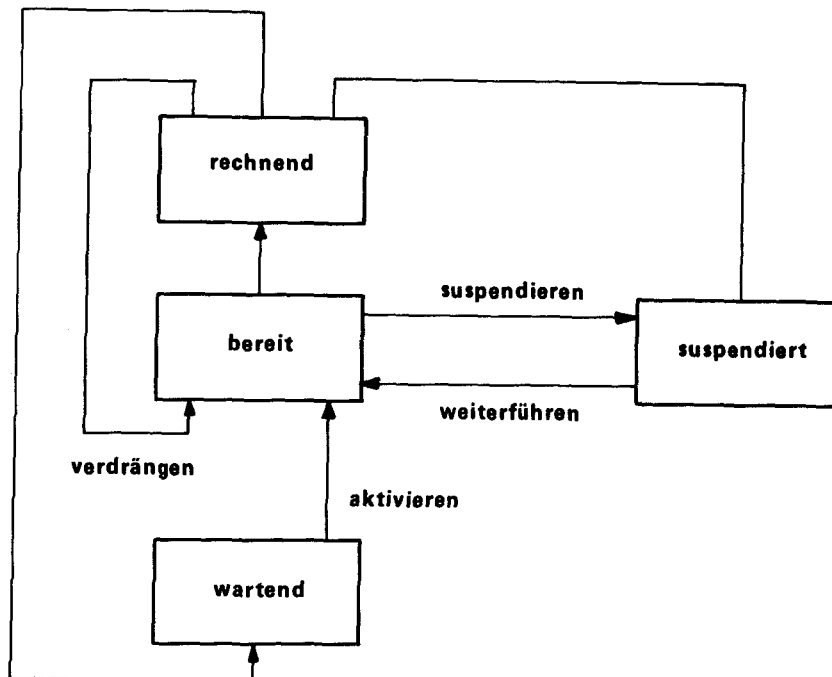 rechnend
suspendieren
bereit
suspendiert
weiterführen
verdrängen
aktivieren
wartend